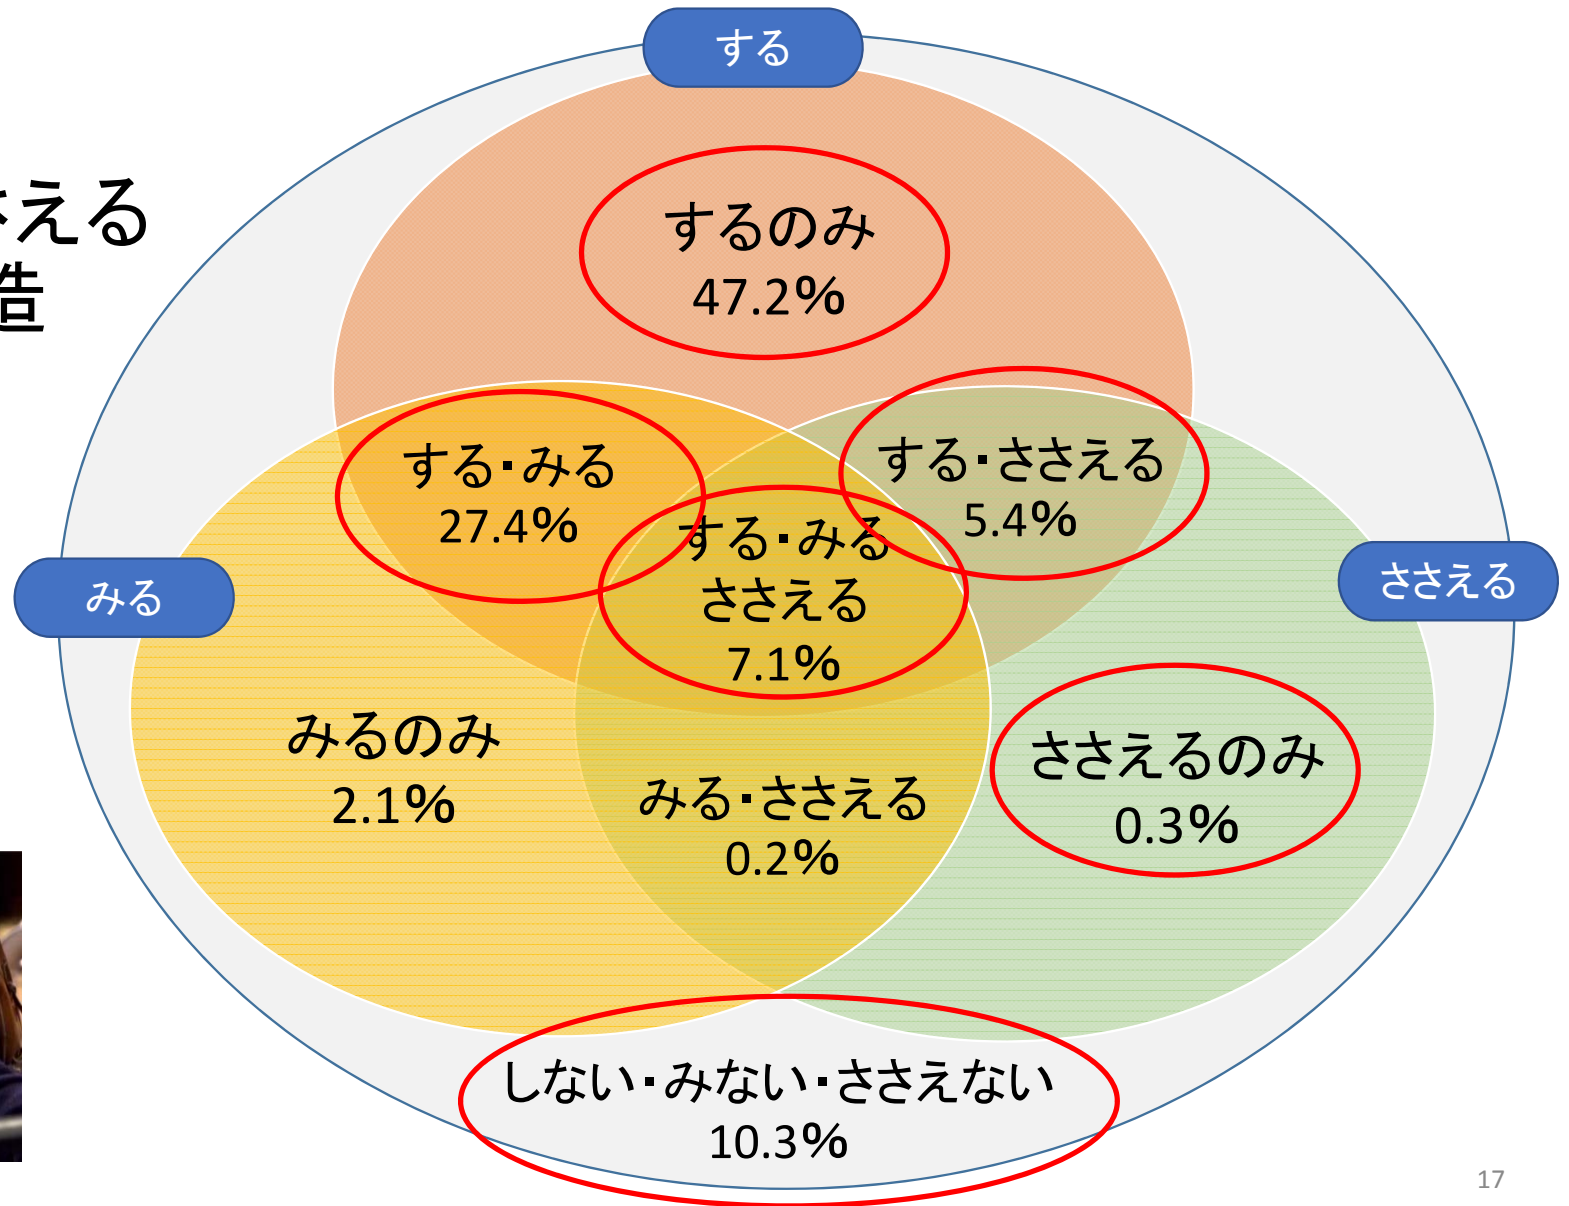 する
さえる
造
するのみ
47.2%
する・みる
27.4%
する・ささえる
5.4%
する・みる
ささえる
7.1%
みる
ささえる
みるのみ
2.1%
ささえるのみ
0.3%
みる・ささえる
0.2%
しない・みない・ささえない
10.3%
17